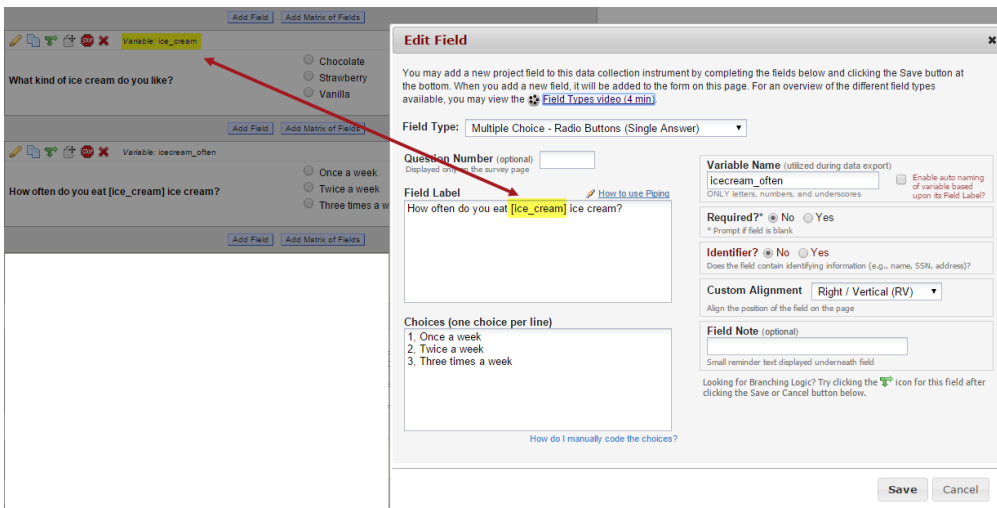 Add Field Add Matrix of Fields
STOP Variable: ice_cream
What kind of ice cream do you like?
Chocolate
Strawberry
Vanilla
Add Field Add Matrix of Fields
STOP Variable: icecream_often
How often do you eat [ice_cream] ice cream?
Once a week
Twice a week
Three times a w
Add Field Add Matrix of Fields
Edit Field
You may add a new project field to this data collection instrument by completing the fields below and clicking the Save button at
the bottom. When you add a new field, it will be added to the form on this page. For an overview of the different field types
available, you may view the Field Types video (4 min).
Field Type: Multiple Choice - Radio Buttons (Single Answer)
Question Number (optional)
Displayed only on the survey page
Field Label How to use Piping
How often do you eat [ice_cream] ice cream?
Choices (one choice per line)
1, Once a week
2, Twice a week
3, Three times a week
How do I manually code the choices?
Variable Name (utilized during data export)
icecream_often
ONLY letters, numbers, and underscores
Enable auto naming
of variable based
upon its Field Label?
Required?* No Yes
* Prompt if field is blank
Identifier? No Yes
Does the field contain identifying information (e.g., name, SSN, address)?
Custom Alignment Right / Vertical (RV)
Align the position of the field on the page
Field Note (optional)
Small reminder text displayed underneath field
Looking for Branching Logic? Try clicking the icon for this field after
clicking the Save or Cancel button below.
Save Cancel